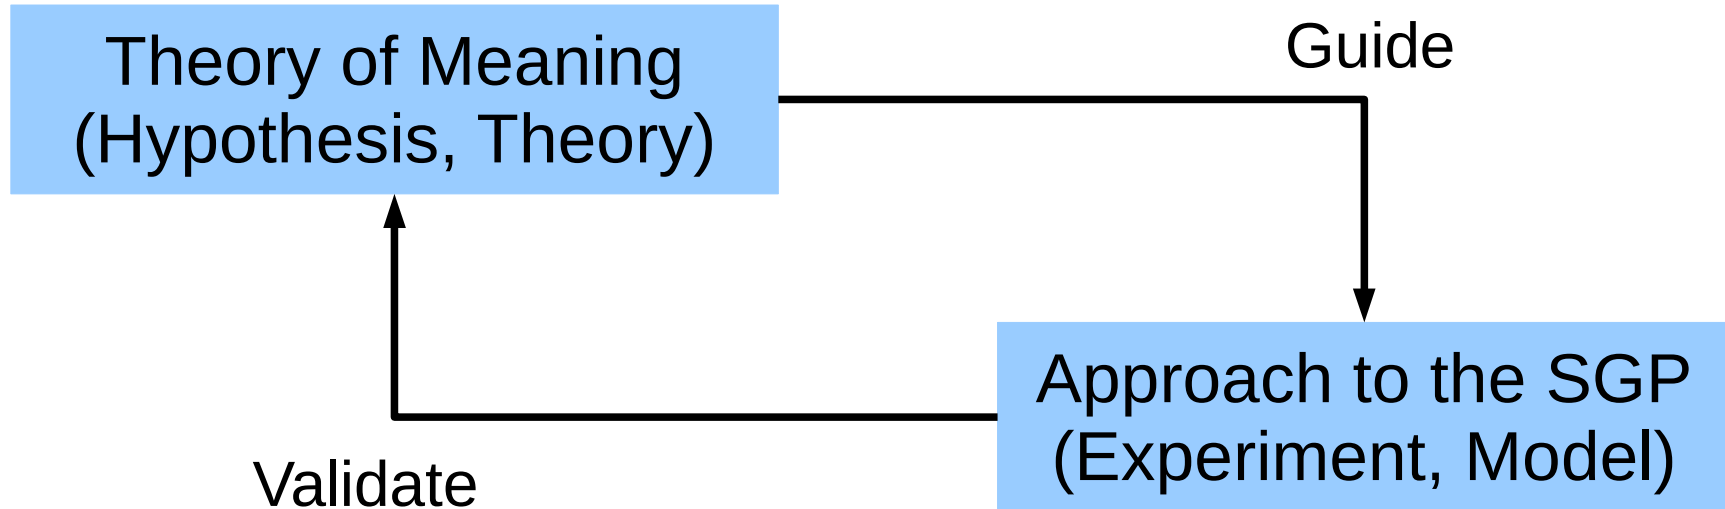 Theory of Meaning
(Hypothesis, Theory)
Guide
Approach to the SGP
(Experiment, Model)
Validate